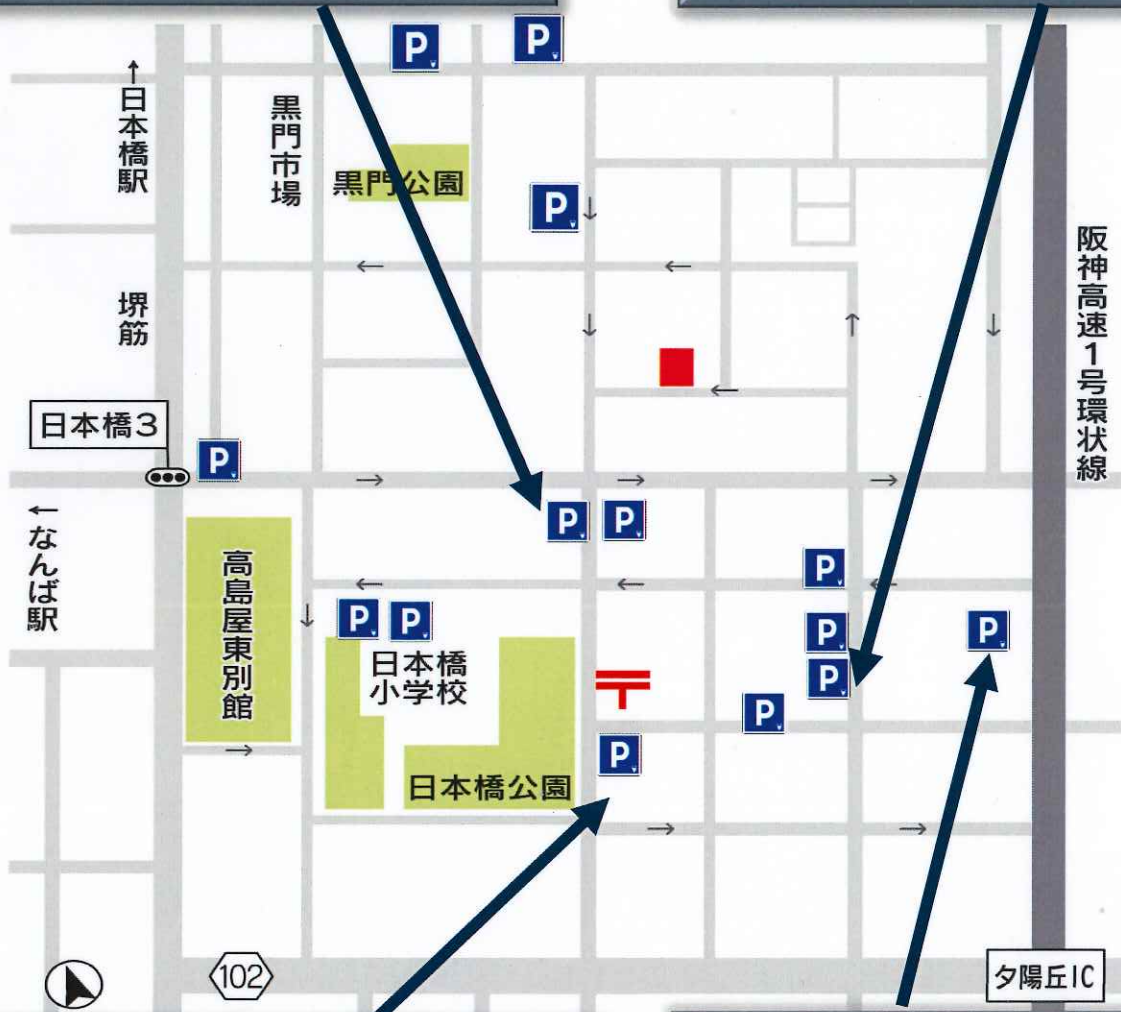 P
P
↑日本橋駅
黒門市場
黒門公園
P
堺筋
阪神高速1号環状線
日本橋3
P
←なんば駅
P
P
高島屋東別館
P
P
P
日本橋
小学校
P
P
P
P
〒
P
日本橋公園
102
夕陽丘IC